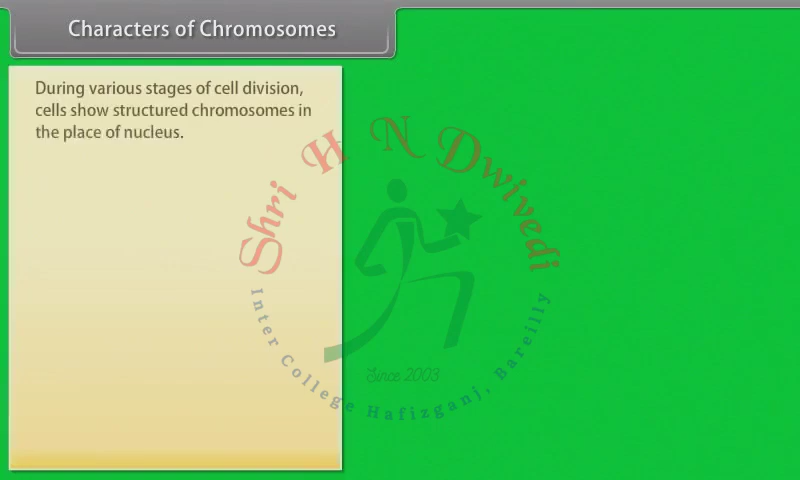 Characters of Chromosomes
During various stages of cell division,
cells show structured chromosomes in
the place of nucleus.
Shri H N Dwivedi
Inter College Hafizganj, Bareilly
Since 2003